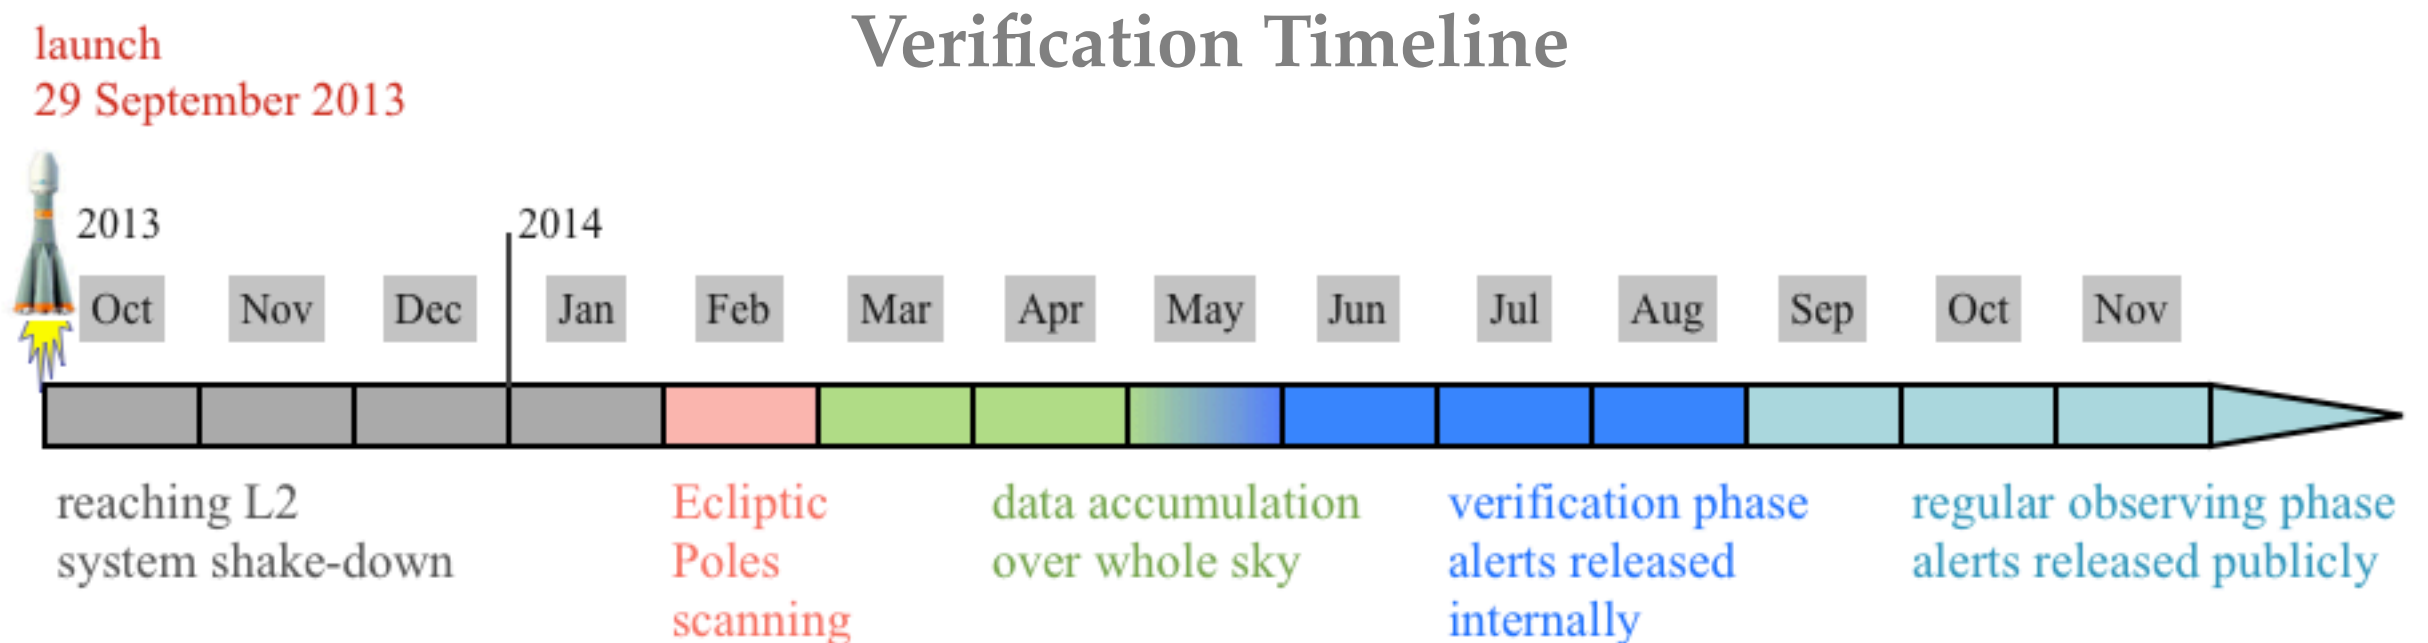 Verification Timeline
launch
29 September 2013
2013
2014
Oct
Nov
Dec
Jan
Feb
Mar
Apr
May
Jun
Jul
Aug
Sep
Oct
Nov
reaching L2
system shake-down
Ecliptic
Poles
scanning
data accumulation
over whole sky
verification phase
alerts released
internally
regular observing phase
alerts released publicly